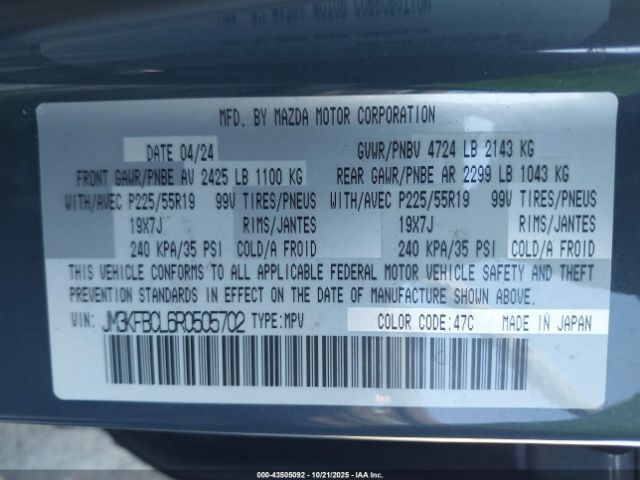 MFD. BY MAZDA MOTOR CORPORATION
DATE 04/24 GVWR/PNBV 4724 LB 2143 KG
FRONT GAWR/PNBE AV 2425 LB 1100 KG REAR GAWR/PNBE AR 2299 LB 1043 KG
WITH/AVEC P225/55R19 99V TIRES/PNEUS WITH/AVEC P225/55R19 99V TIRES/PNEUS
19X7J RIMS/JANTES 19X7J RIMS/JANTES
240 KPA/35 PSI COLD/A FROID 240 KPA/35 PSI COLD/A FROID
THIS VEHICLE CONFORMS TO ALL APPLICABLE FEDERAL MOTOR VEHICLE SAFETY AND THEFT
PREVENTION STANDARDS IN EFFECT ON THE DATE OF MANUFACTURE SHOWN ABOVE.
VIN: JM3KFBCL6R0505702 TYPE:MPV COLOR CODE:47C MADE IN JAPAN
000-43505092 - 10/21/2025 - IAA, Inc.